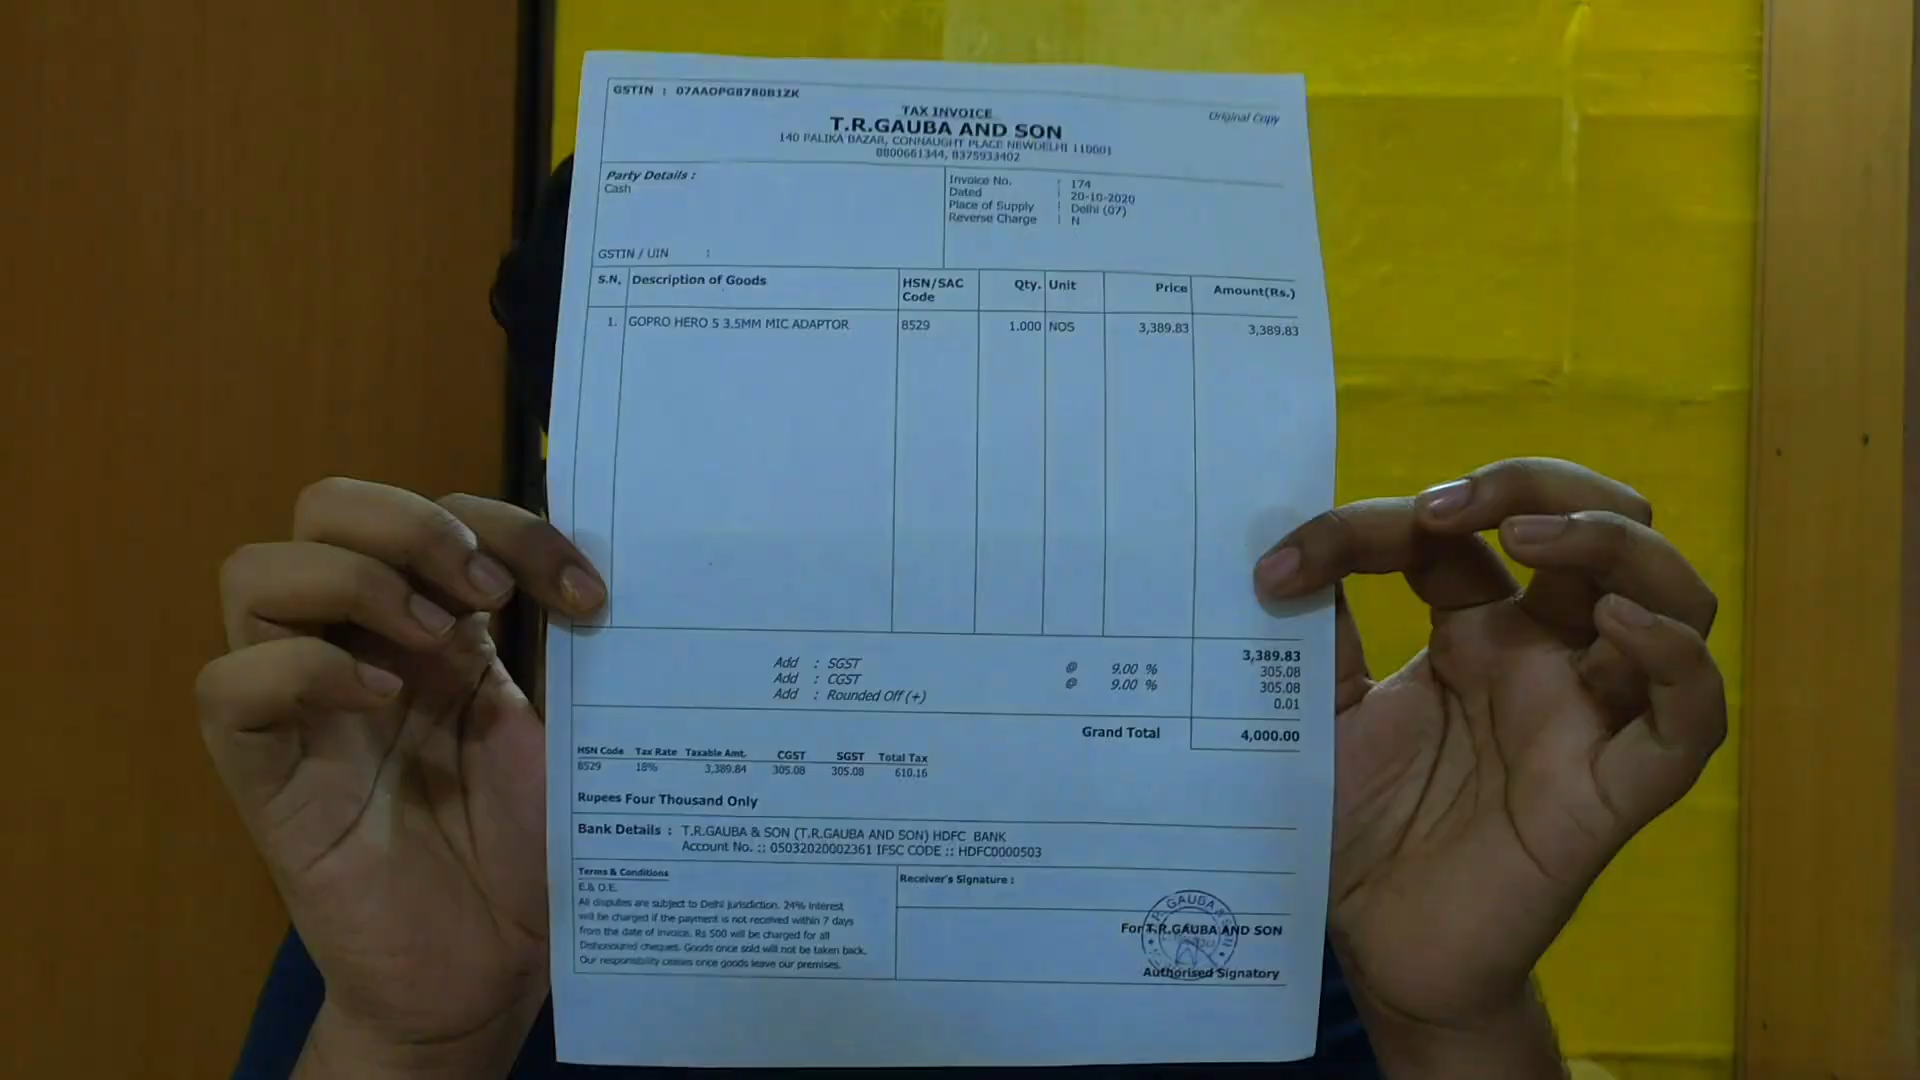 GSTIN : 07AAOPG8780B1ZK
TAX INVOICE
Original Copy
T.R.GAUBA AND SON
140 PALIKA BAZAR, CONNAUGHT PLACE NEWDELHI 110001
8800661344, 8375933402
Party Details :
Cash
GSTIN / UIN :
Invoice No. : 174
Dated : 20-10-2020
Place of Supply : Delhi (07)
Reverse Charge : N
S.N. Description of Goods HSN/SAC Code Qty. Unit Price Amount(Rs.)
1. GOPRO HERO 5 3.5MM MIC ADAPTOR 8529 1.000 NOS 3,389.83 3,389.83
3,389.83
Add : SGST @ 9.00 % 305.08
Add : CGST @ 9.00 % 305.08
Add : Rounded Off (+) 0.01
Grand Total 4,000.00
HSN Code Tax Rate Taxable Amt. CGST SGST Total Tax
8529 18% 3,389.84 305.08 305.08 610.16
Rupees Four Thousand Only
Bank Details : T.R.GAUBA & SON (T.R.GAUBA AND SON) HDFC BANK
Account No. :: 05032020002361 IFSC CODE :: HDFC0000503
Terms & Conditions
E.& O.E.
All disputes are subject to Delhi jurisdiction. 24% interest
will be charged if the payment is not received within 7 days
from the date of invoice. Rs 500 will be charged for all
Dishonoured cheques. Goods once sold will not be taken back.
Our responsibility ceases once goods leave our premises.
Receiver's Signature :
For T.R.GAUBA AND SON
Authorised Signatory